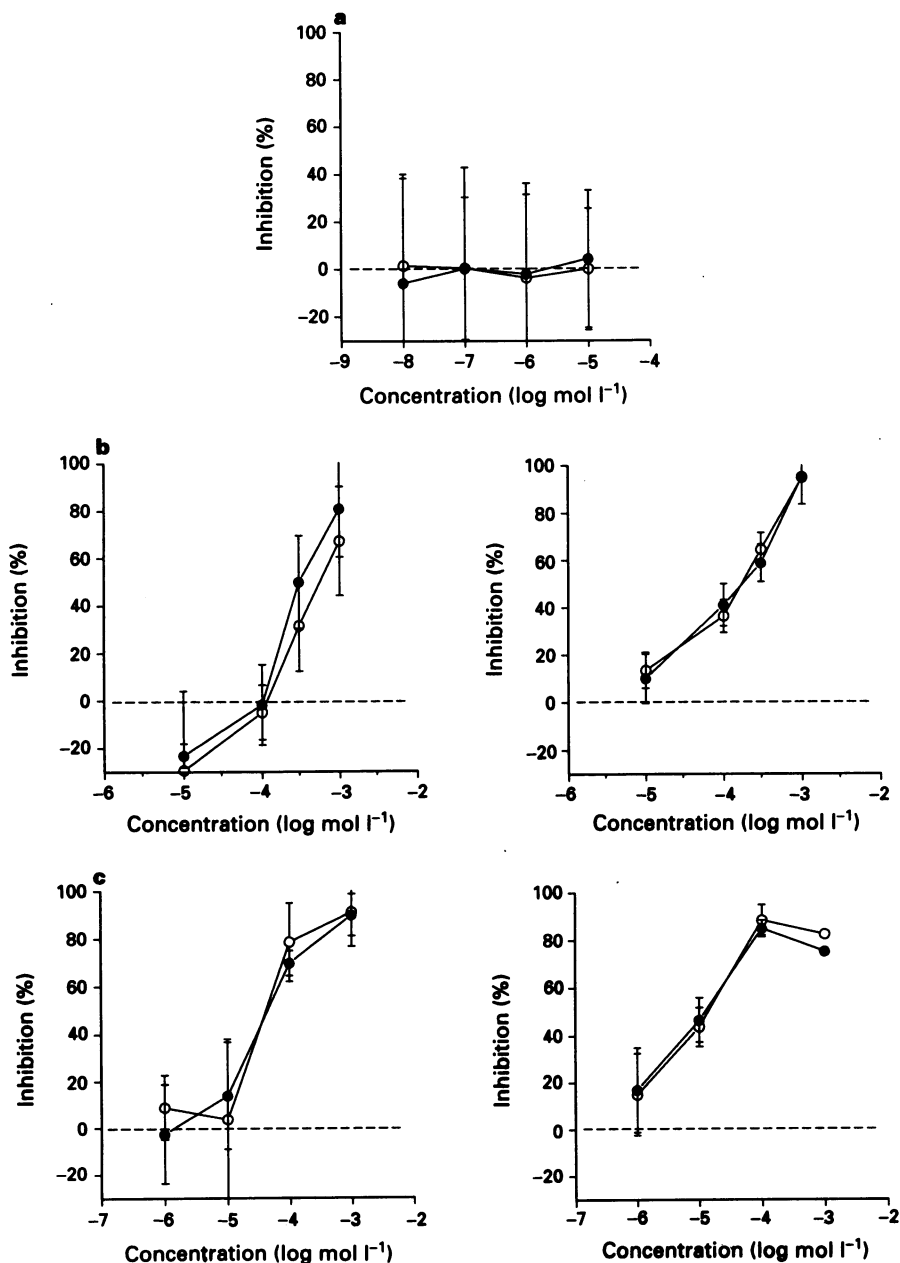 a
100
80
60
40
20
0
−20
Inhibition (%)
−9 −8 −7 −6 −5 −4
Concentration (log mol l⁻¹)
b
100
80
60
40
20
0
−20
Inhibition (%)
−6 −5 −4 −3 −2
Concentration (log mol l⁻¹)
100
80
60
40
20
0
−20
Inhibition (%)
−6 −5 −4 −3 −2
Concentration (log mol l⁻¹)
c
100
80
60
40
20
0
−20
Inhibition (%)
−7 −6 −5 −4 −3 −2
Concentration (log mol l⁻¹)
100
80
60
40
20
0
−20
Inhibition (%)
−7 −6 −5 −4 −3 −2
Concentration (log mol l⁻¹)